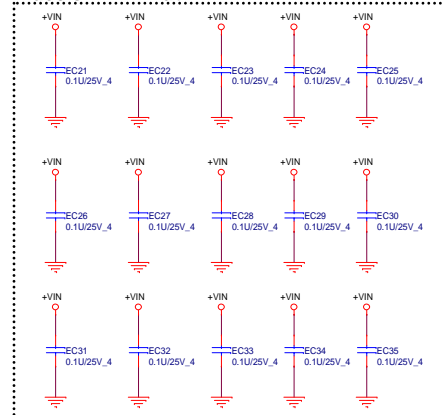 +VIN +VIN +VIN +VIN +VIN
EC21 EC22 EC23 EC24 EC25
0.1U/25V_4 0.1U/25V_4 0.1U/25V_4 0.1U/25V_4 0.1U/25V_4
+VIN +VIN +VIN +VIN +VIN
EC26 EC27 EC28 EC29 EC30
0.1U/25V_4 0.1U/25V_4 0.1U/25V_4 0.1U/25V_4 0.1U/25V_4
+VIN +VIN +VIN +VIN +VIN
EC31 EC32 EC33 EC34 EC35
0.1U/25V_4 0.1U/25V_4 0.1U/25V_4 0.1U/25V_4 0.1U/25V_4